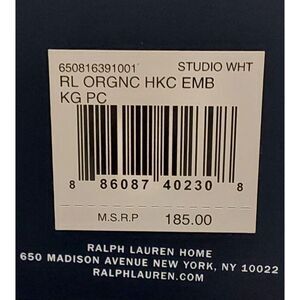 650816391001 STUDIO WHT
RL ORGNC HKC EMB
KG PC
8 86087 40230 8
M.S.R.P 185.00
RALPH LAUREN HOME
650 MADISON AVENUE NEW YORK, NY 10022
RALPHLAUREN.COM